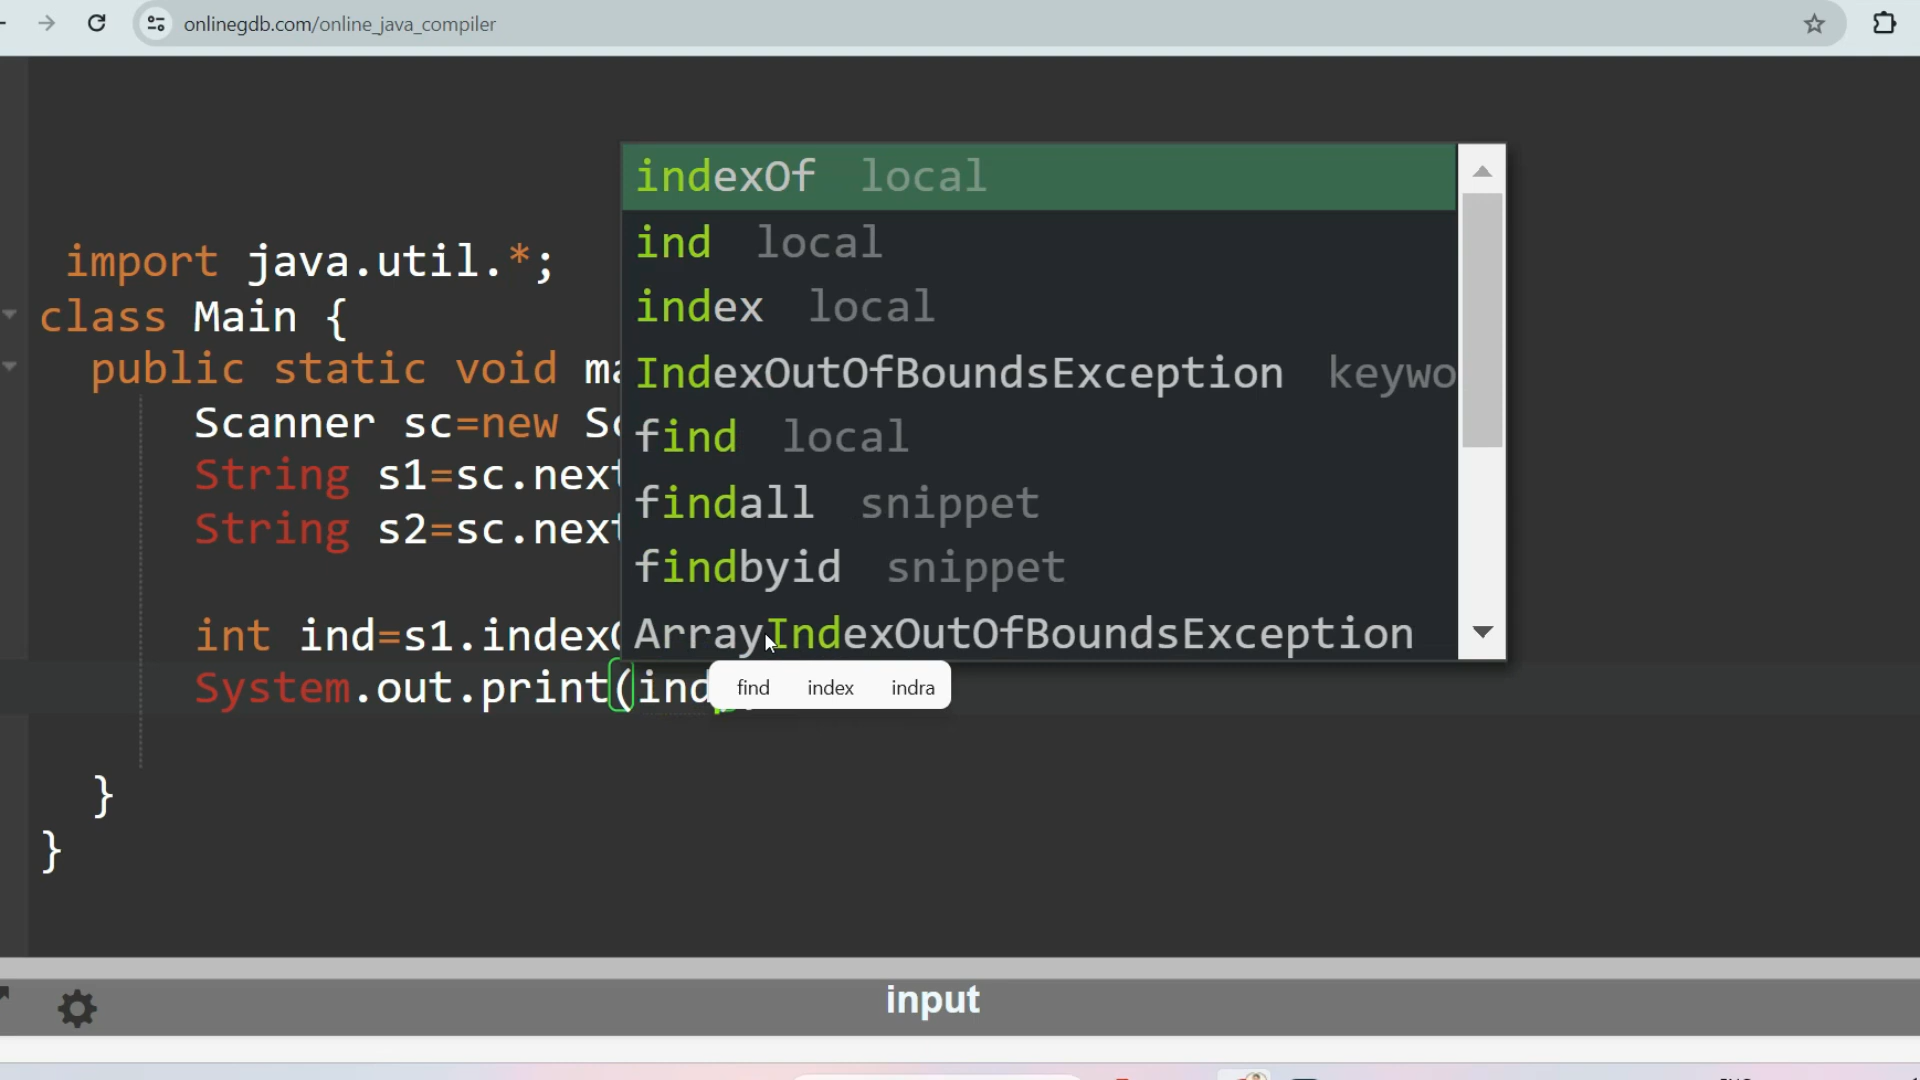 onlinegdb.com/online_java_compiler
indexOf local
ind local
index local
IndexOutOfBoundsException keywo
find local
findall snippet
findbyid snippet
ArrayIndexOutOfBoundsException
import java.util.*;
class Main {
public static void ma
Scanner sc=new Sc
String s1=sc.next
String s2=sc.next
int ind=s1.indexO
System.out.print(ind
find index indra
}
}
input